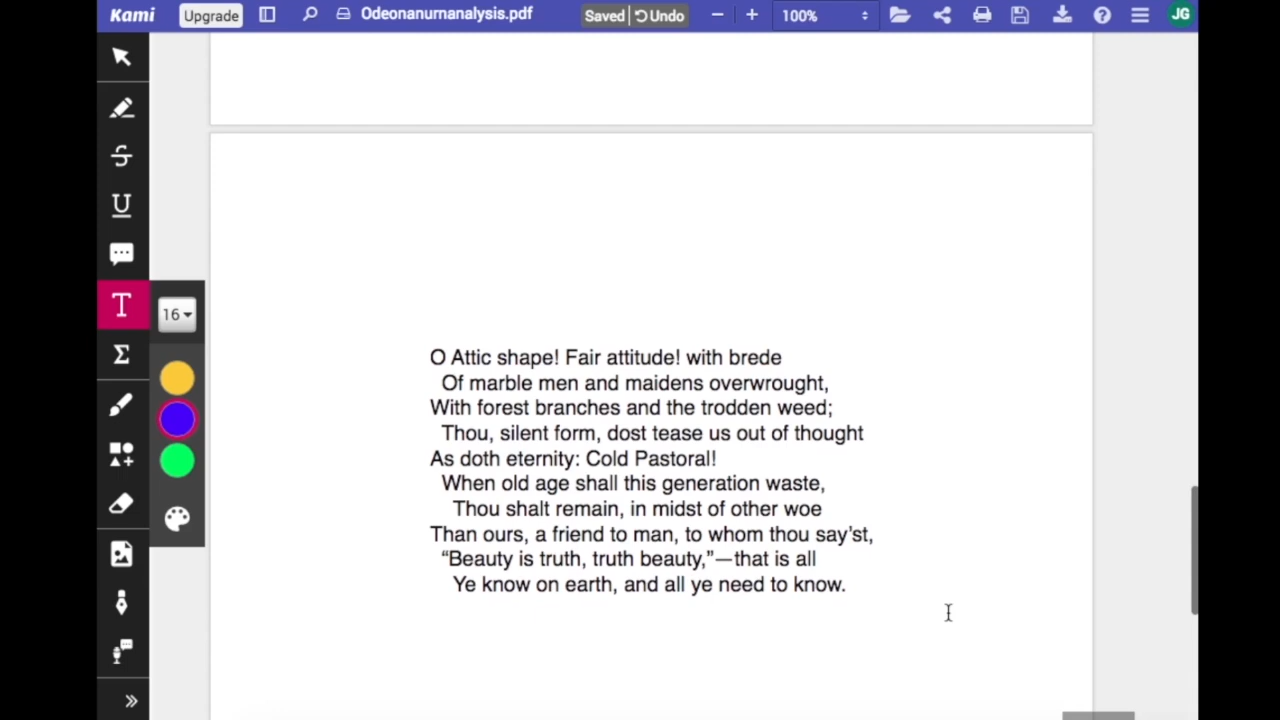 Kami Upgrade Odeonanurnanalysis.pdf Saved Undo 100% JG
T 16
O Attic shape! Fair attitude! with brede
Of marble men and maidens overwrought,
With forest branches and the trodden weed;
Thou, silent form, dost tease us out of thought
As doth eternity: Cold Pastoral!
When old age shall this generation waste,
Thou shalt remain, in midst of other woe
Than ours, a friend to man, to whom thou say’st,
“Beauty is truth, truth beauty,”—that is all
Ye know on earth, and all ye need to know.